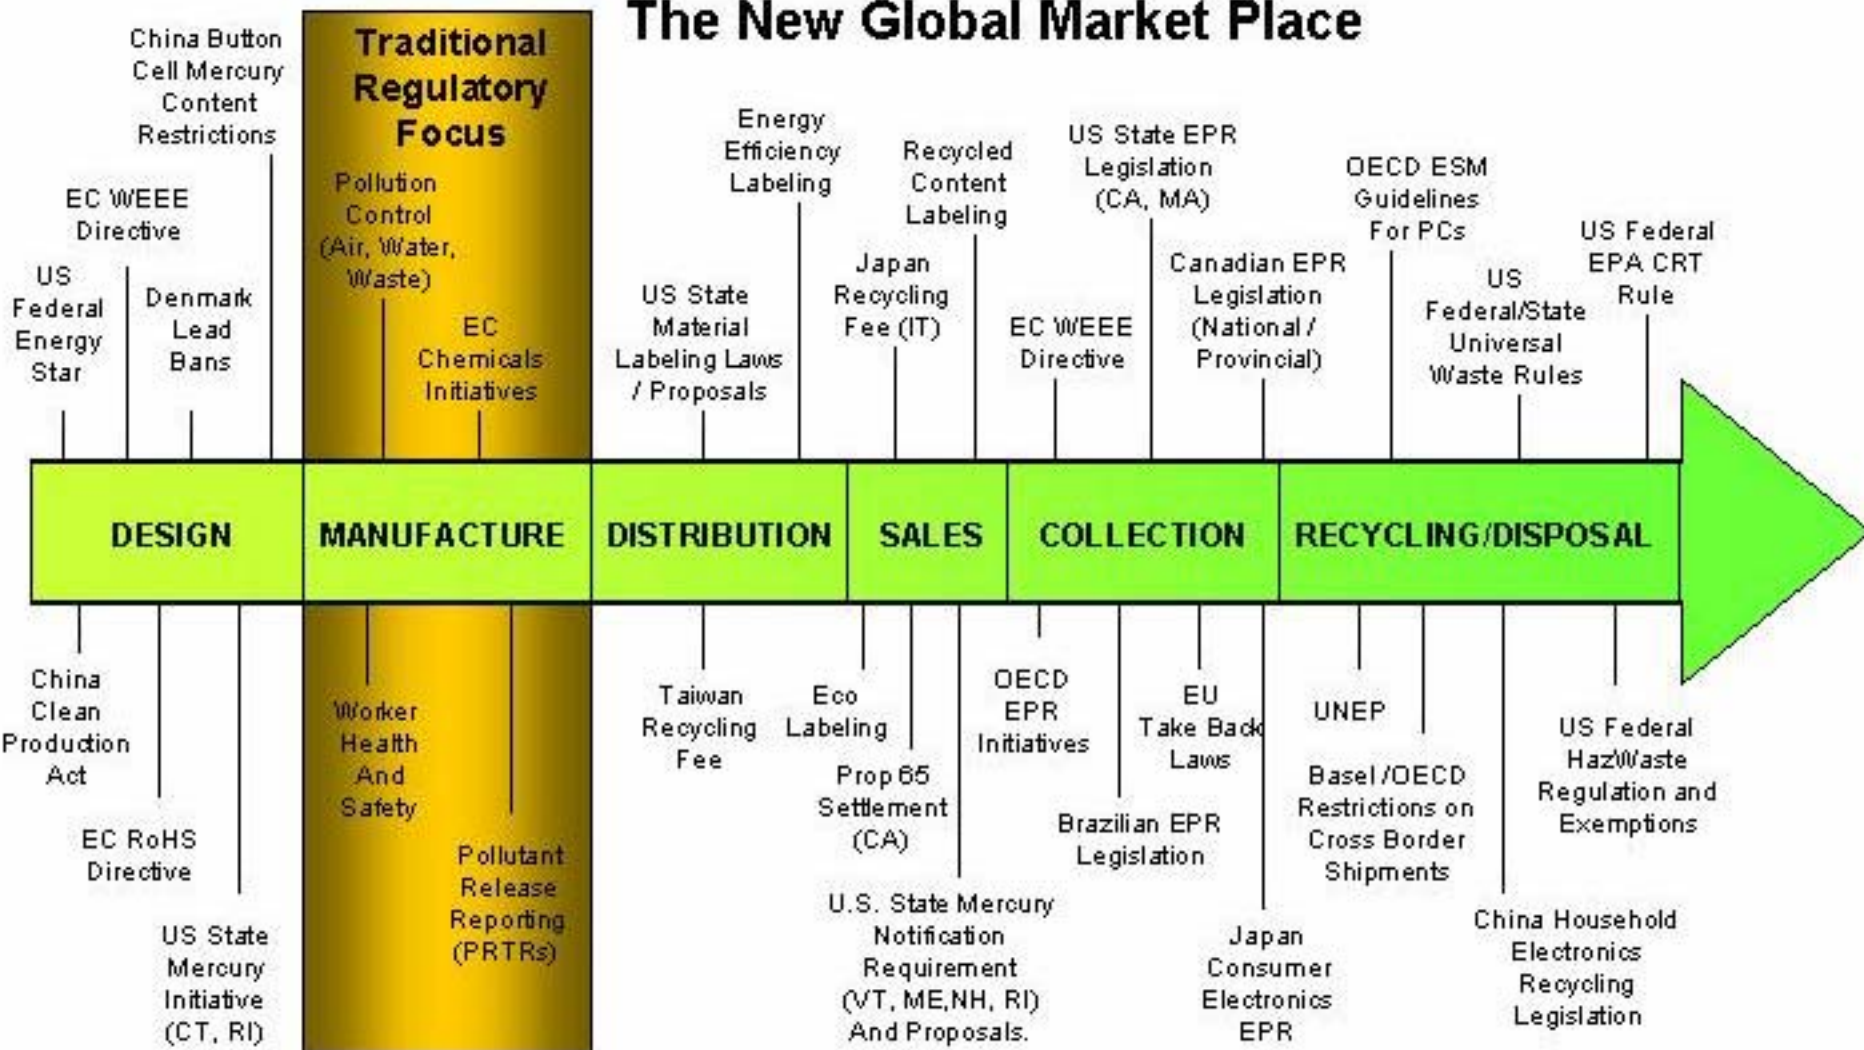 The New Global Market Place
Traditional
Regulatory
Focus
China Button
Cell Mercury
Content
Restrictions
EC WEEE
Directive
US
Federal
Energy
Star
Denmark
Lead
Bans
Pollution
Control
(Air, Water,
Waste)
EC
Chemicals
Initiatives
US State
Material
Labeling Laws
/ Proposals
Energy
Efficiency
Labeling
Japan
Recycling
Fee (IT)
Recycled
Content
Labeling
EC WEEE
Directive
US State EPR
Legislation
(CA, MA)
Canadian EPR
Legislation
(National /
Provincial)
OECD ESM
Guidelines
For PCs
US
Federal/State
Universal
Waste Rules
US Federal
EPA CRT
Rule
DESIGN
MANUFACTURE
DISTRIBUTION
SALES
COLLECTION
RECYCLING/DISPOSAL
China
Clean
Production
Act
EC RoHS
Directive
US State
Mercury
Initiative
(CT, RI)
Worker
Health
And
Safety
Pollutant
Release
Reporting
(PRTRs)
Taiwan
Recycling
Fee
Eco
Labeling
Prop 65
Settlement
(CA)
U.S. State Mercury
Notification
Requirement
(VT, ME,NH, RI)
And Proposals.
OECD
EPR
Initiatives
Brazilian EPR
Legislation
EU
Take Back
Laws
Japan
Consumer
Electronics
EPR
UNEP
Basel /OECD
Restrictions on
Cross Border
Shipments
China Household
Electronics
Recycling
Legislation
US Federal
HazWaste
Regulation and
Exemptions